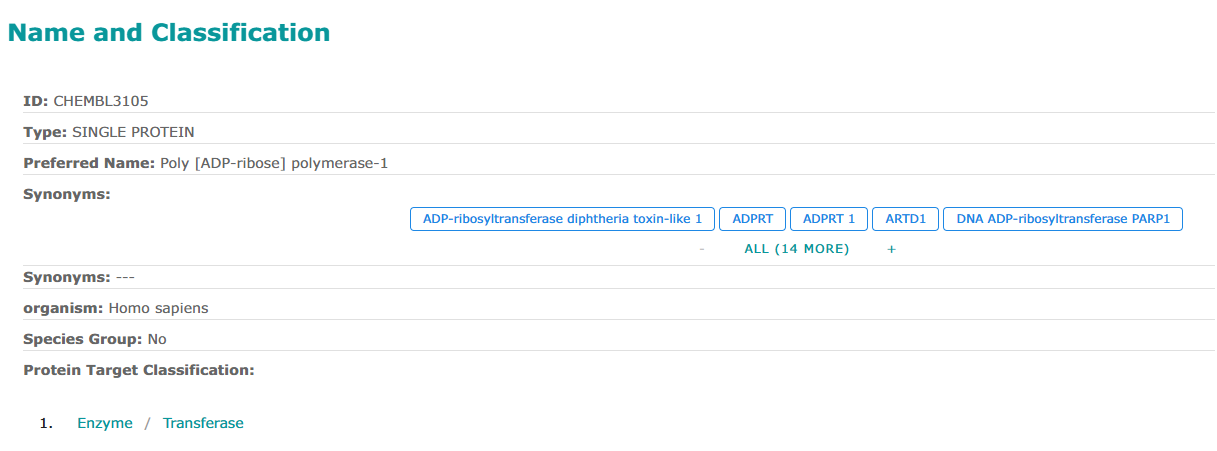 Name and Classification
ID: CHEMBL3105
Type: SINGLE PROTEIN
Preferred Name: Poly [ADP-ribose] polymerase-1
Synonyms:
ADP-ribosyltransferase diphtheria toxin-like 1 ADPRT ADPRT 1 ARTD1 DNA ADP-ribosyltransferase PARP1
- ALL (14 MORE) +
Synonyms: ---
organism: Homo sapiens
Species Group: No
Protein Target Classification:
1. Enzyme / Transferase